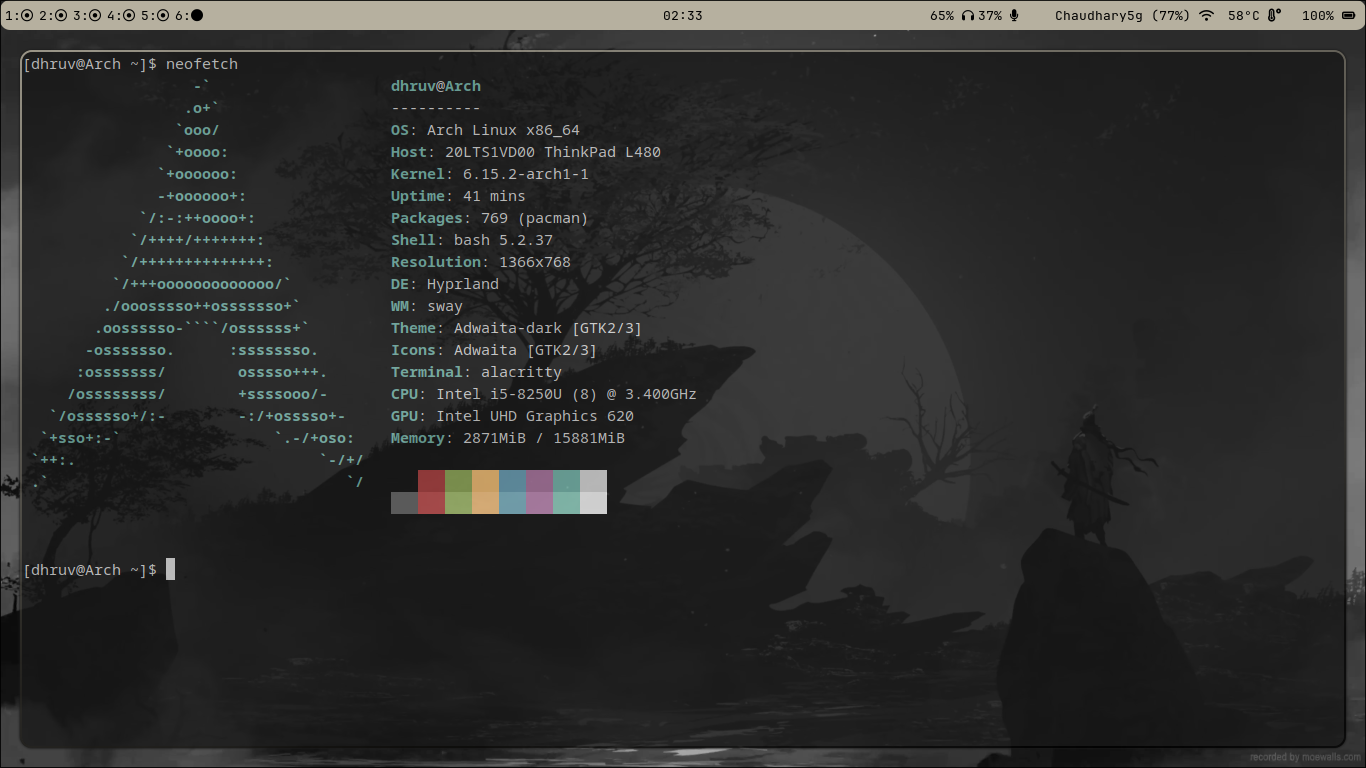 1: 2: 3: 4: 5: 6: 02:33 65% 37% Chaudhary5g (77%) 58°C 100%
[dhruv@Arch ~]$ neofetch
-` dhruv@Arch
.o+` ----------
`ooo/ OS: Arch Linux x86_64
`+oooo: Host: 20LTS1VD00 ThinkPad L480
`+oooooo: Kernel: 6.15.2-arch1-1
-+oooooo+: Uptime: 41 mins
`/:-:++oooo+: Packages: 769 (pacman)
`/++++/+++++++: Shell: bash 5.2.37
`/++++++++++++++: Resolution: 1366x768
`/+++ooooooooooooo/` DE: Hyprland
./ooosssso++osssssso+` WM: sway
.oossssso-````/ossssss+` Theme: Adwaita-dark [GTK2/3]
-osssssso. :ssssssso. Icons: Adwaita [GTK2/3]
:osssssss/ osssso+++. Terminal: alacritty
/ossssssss/ +ssssooo/- CPU: Intel i5-8250U (8) @ 3.400GHz
`/ossssso+/:- -:/+osssso+- GPU: Intel UHD Graphics 620
`+sso+:-` `.-/+oso: Memory: 2871MiB / 15881MiB
`++:. `-/+/
.` `/
[dhruv@Arch ~]$
recorded by moewalls.com